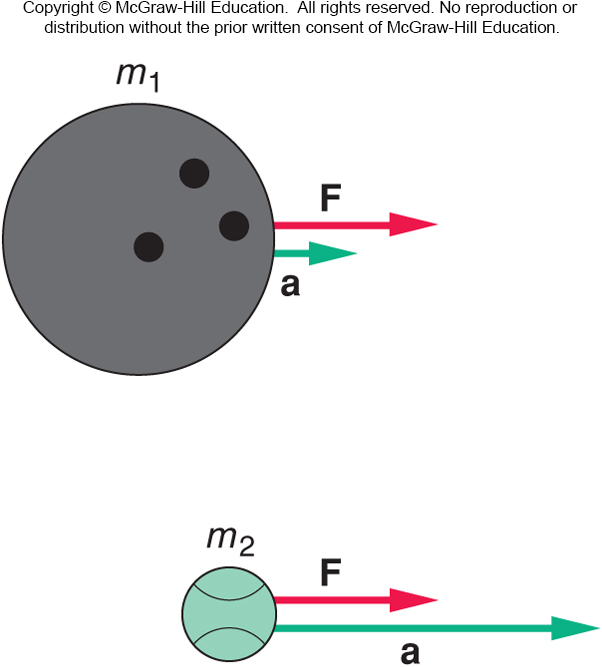 Copyright © McGraw-Hill Education.  All rights reserved. No reproduction or
distribution without the prior written consent of McGraw-Hill Education.
m₁
F
a
m₂
F
a